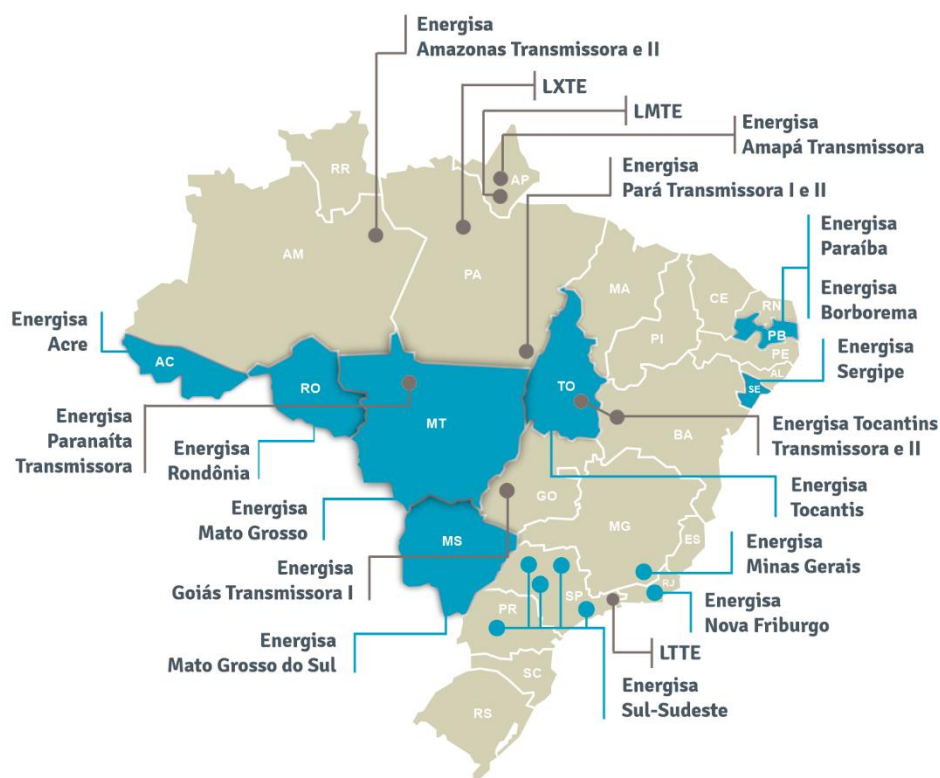 Energisa
Amazonas Transmissora e II
LXTE
LMTE
Energisa
Amapá Transmissora
Energisa
Pará Transmissora I e II
RR
AP
Energisa
Paraíba
AM
PA
MA
CE
RN
Energisa
Borborema
Energisa
Acre
PI
PB
PE
AC
RO
TO
AL
SE
Energisa
Sergipe
MT
BA
Energisa
Paranaíta
Transmissora
Energisa
Rondônia
Energisa Tocantins
Transmissora e II
GO
Energisa
Tocantis
Energisa
Mato Grosso
MS
MG
ES
Energisa
Minas Gerais
Energisa
Goiás Transmissora I
SP
RJ
PR
Energisa
Nova Friburgo
Energisa
Mato Grosso do Sul
LTTE
SC
Energisa
Sul-Sudeste
RS